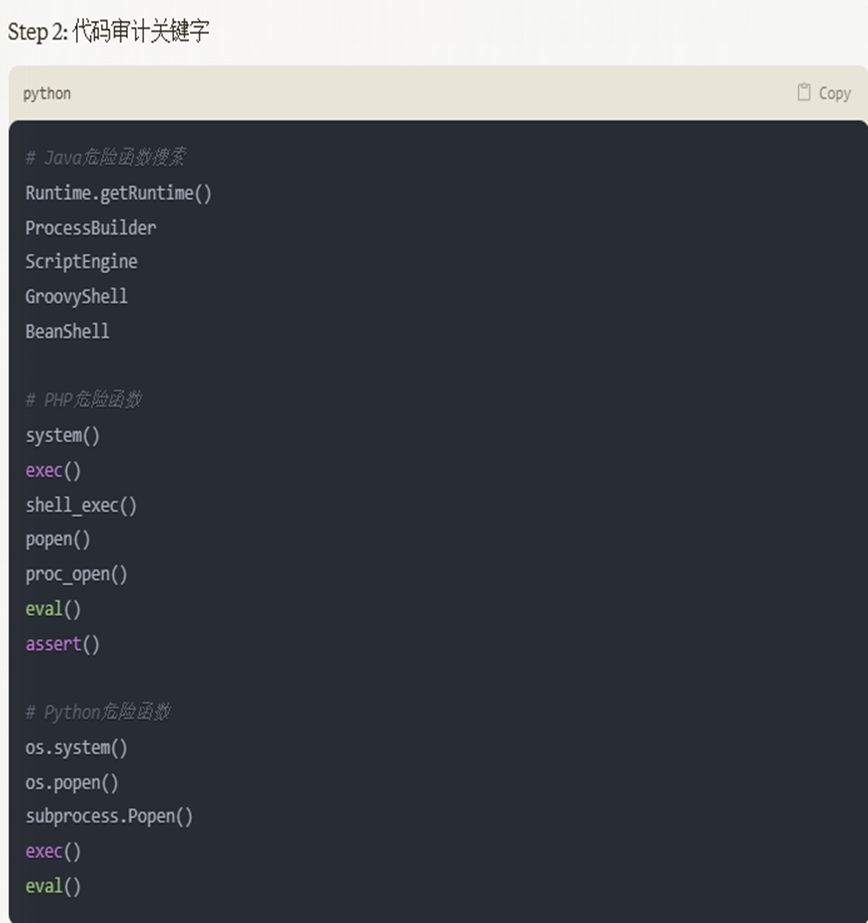 Step 2: 代码审计关键字
python
Copy
# Java危险函数搜索
Runtime.getRuntime()
ProcessBuilder
ScriptEngine
GroovyShell
BeanShell
# PHP危险函数
system()
exec()
shell_exec()
popen()
proc_open()
eval()
assert()
# Python危险函数
os.system()
os.popen()
subprocess.Popen()
exec()
eval()